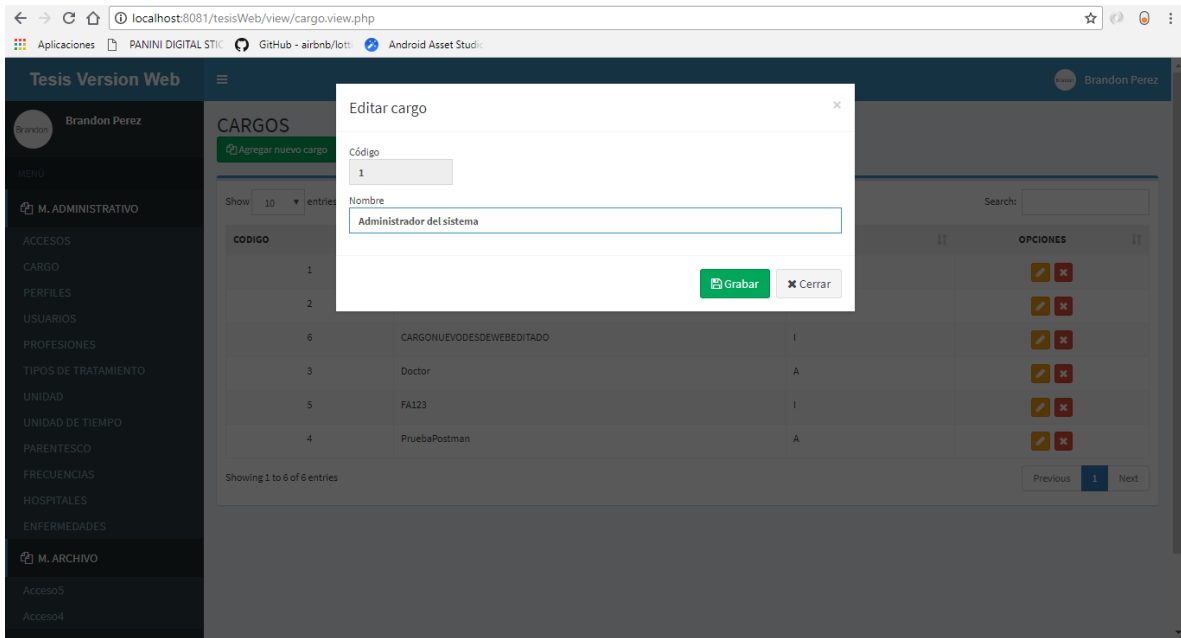 localhost:8081/tesisWeb/view/cargo.view.php
Aplicaciones PANINI DIGITAL STIC GitHub - airbnb/lott Android Asset Studio
Tesis Version Web
Brandon Perez
Brandon
Brandon Perez
MENÚ
M. ADMINISTRATIVO
ACCESOS
CARGO
PERFILES
USUARIOS
PROFESIONES
TIPOS DE TRATAMIENTO
UNIDAD
UNIDAD DE TIEMPO
PARENTESCO
FRECUENCIAS
HOSPITALES
ENFERMEDADES
M. ARCHIVO
Acceso5
Acceso4
CARGOS
Agregar nuevo cargo
Show 10 entries
Search:
CODIGO OPCIONES
1
2
6 CARGONUEVODESDEWEBEDITADO I
3 Doctor A
5 FA123 I
4 PruebaPostman A
Showing 1 to 6 of 6 entries
Previous 1 Next
Editar cargo ×
Código
1
Nombre
Administrador del sistema
Grabar Cerrar